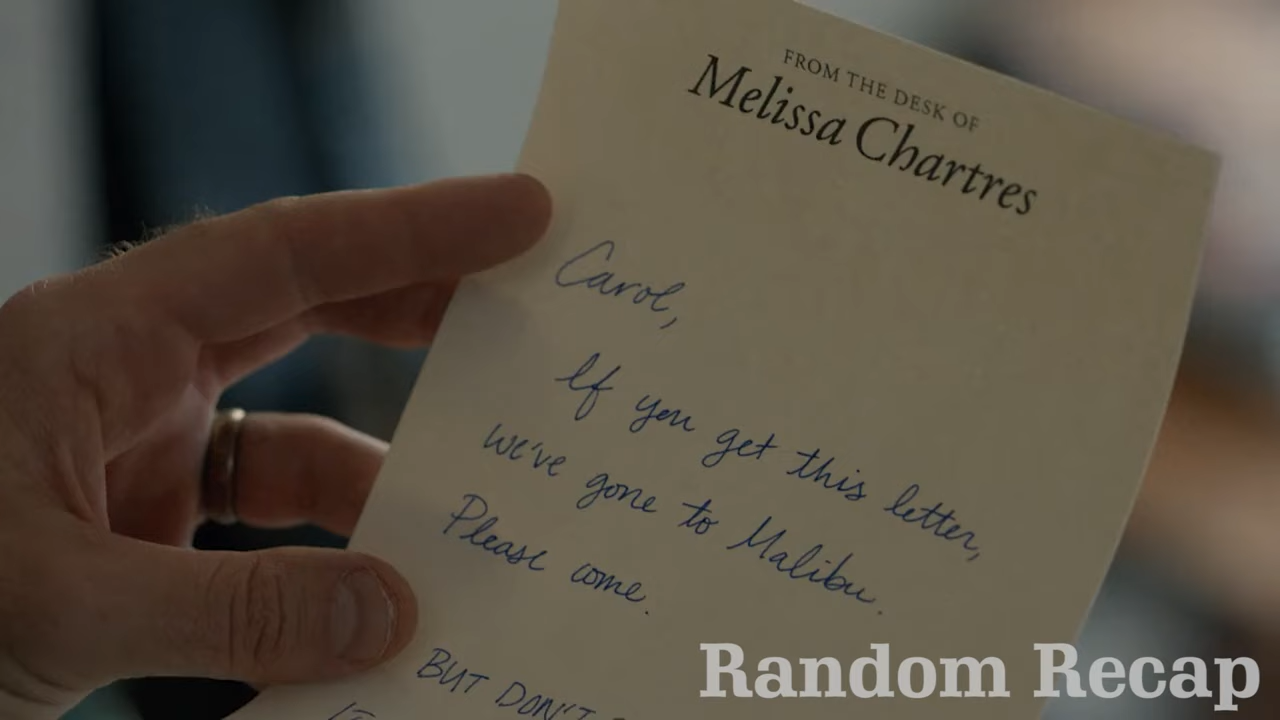 FROM THE DESK OF
Melissa Chartres
Carol,
If you get this letter,
we've gone to Malibu.
Please come.
BUT DON'T
Random Recap